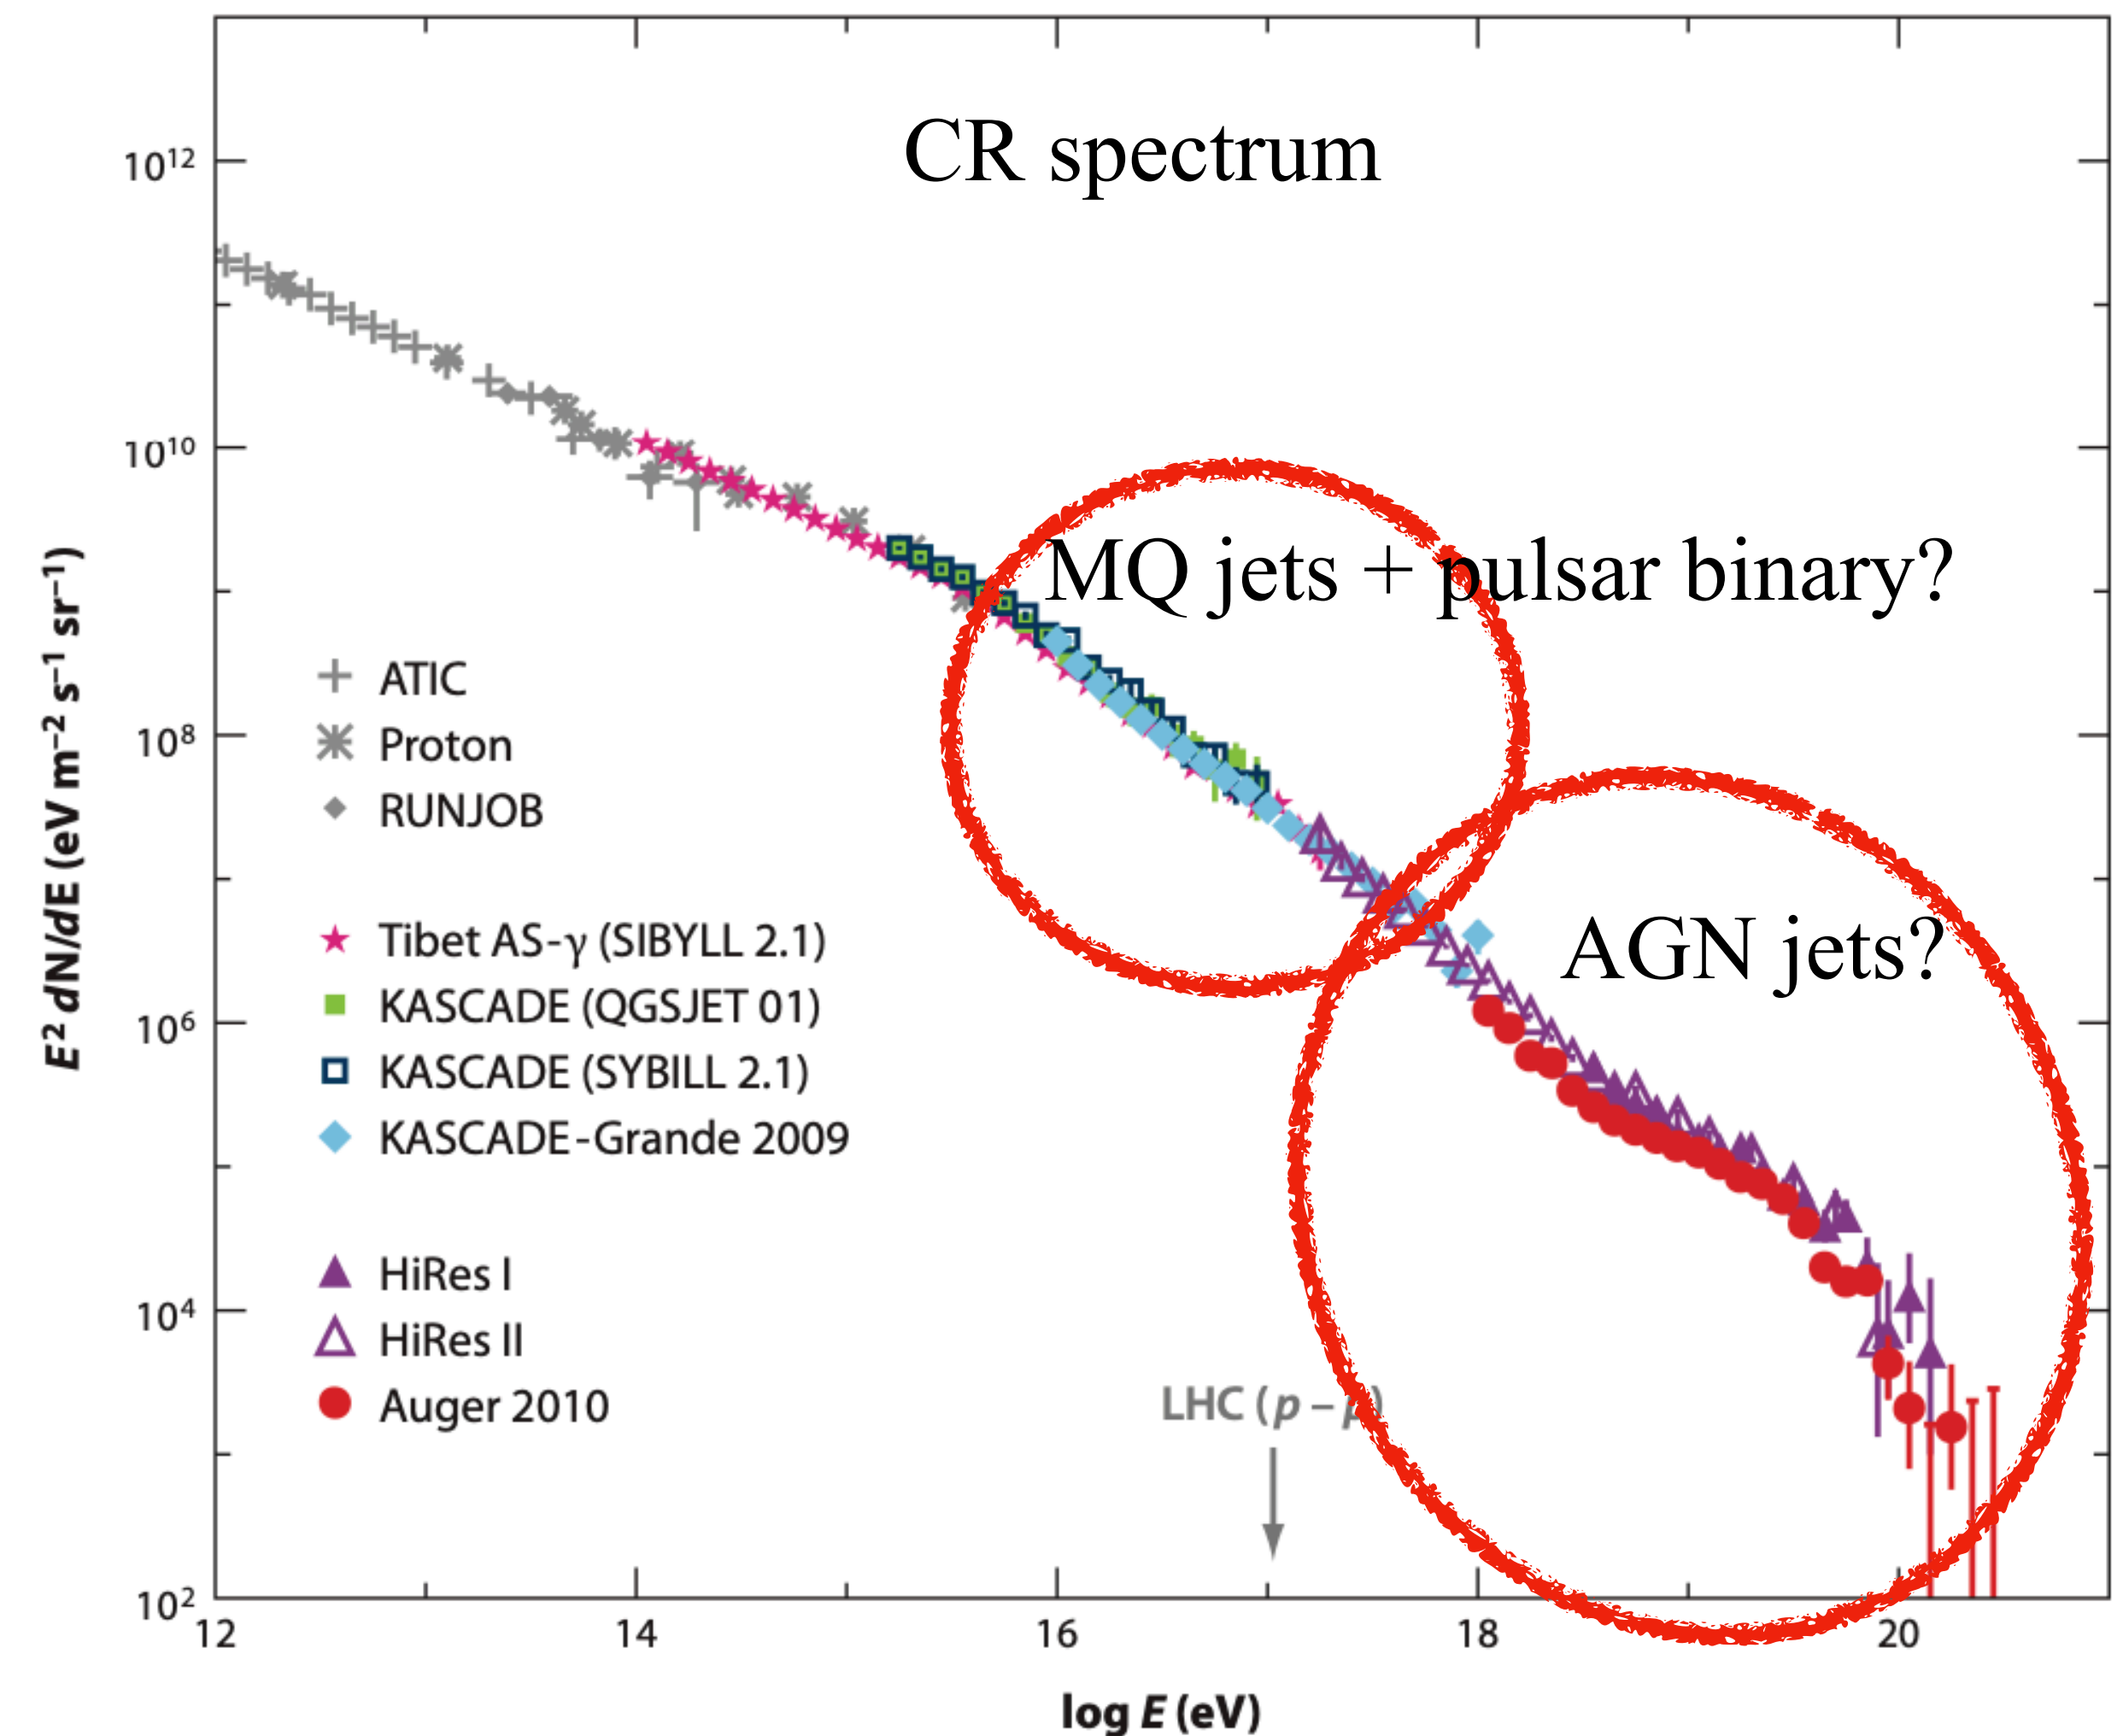 CR spectrum
10¹²
10¹⁰
10⁸
10⁶
10⁴
10²
E² dN/dE (eV m⁻² s⁻¹ sr⁻¹)
MQ jets + pulsar binary?
AGN jets?
ATIC
Proton
RUNJOB
Tibet AS-γ (SIBYLL 2.1)
KASCADE (QGSJET 01)
KASCADE (SYBILL 2.1)
KASCADE-Grande 2009
HiRes I
HiRes II
Auger 2010
LHC (p – p)
12 14 16 18 20
log E (eV)